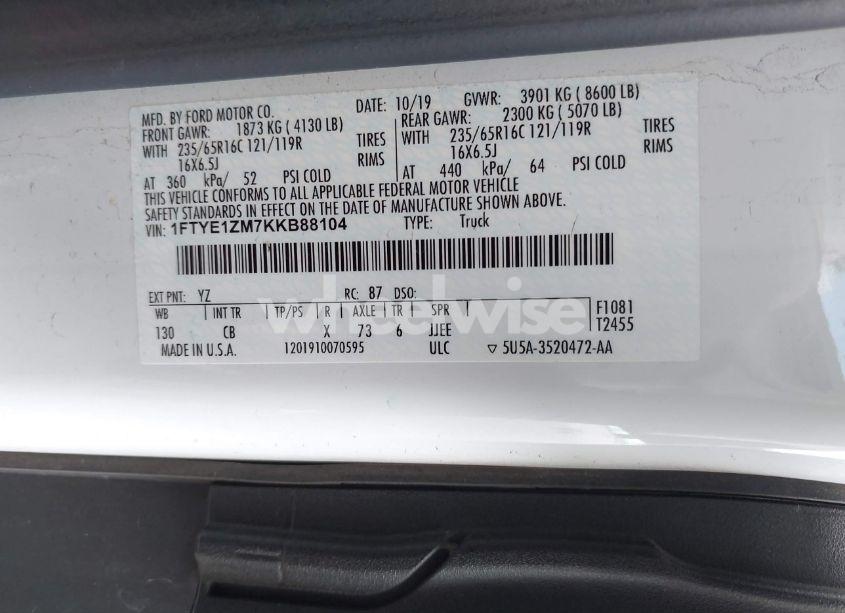 MFD. BY FORD MOTOR CO. DATE: 10/19 GVWR: 3901 KG ( 8600 LB)
FRONT GAWR: 1873 KG ( 4130 LB) REAR GAWR: 2300 KG ( 5070 LB)
WITH 235/65R16C 121/119R TIRES WITH 235/65R16C 121/119R TIRES
16X6.5J RIMS 16X6.5J RIMS
AT 360 kPa/ 52 PSI COLD AT 440 kPa/ 64 PSI COLD
THIS VEHICLE CONFORMS TO ALL APPLICABLE FEDERAL MOTOR VEHICLE
SAFETY STANDARDS IN EFFECT ON THE DATE OF MANUFACTURE SHOWN ABOVE.
VIN: 1FTYE1ZM7KKB88104 TYPE: Truck
EXT PNT: YZ RC: 87 DSO:
WB INT TR TP/PS R AXLE TR SPR F1081
130 CB X 73 6 JJEE T2455
MADE IN U.S.A. 1201910070595 ULC ▽ 5U5A-3520472-AA
wheelwise